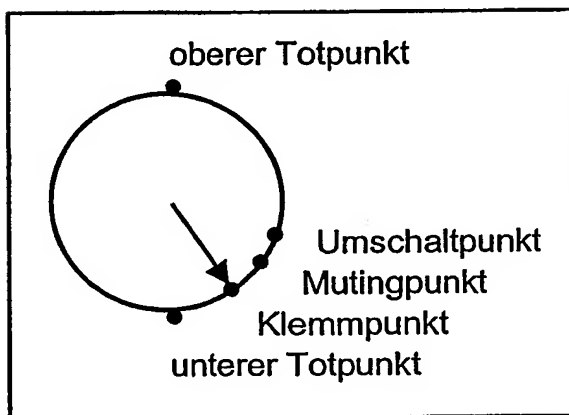 oberer Totpunkt
Umschaltpunkt
Mutingpunkt
Klemmpunkt
unterer Totpunkt